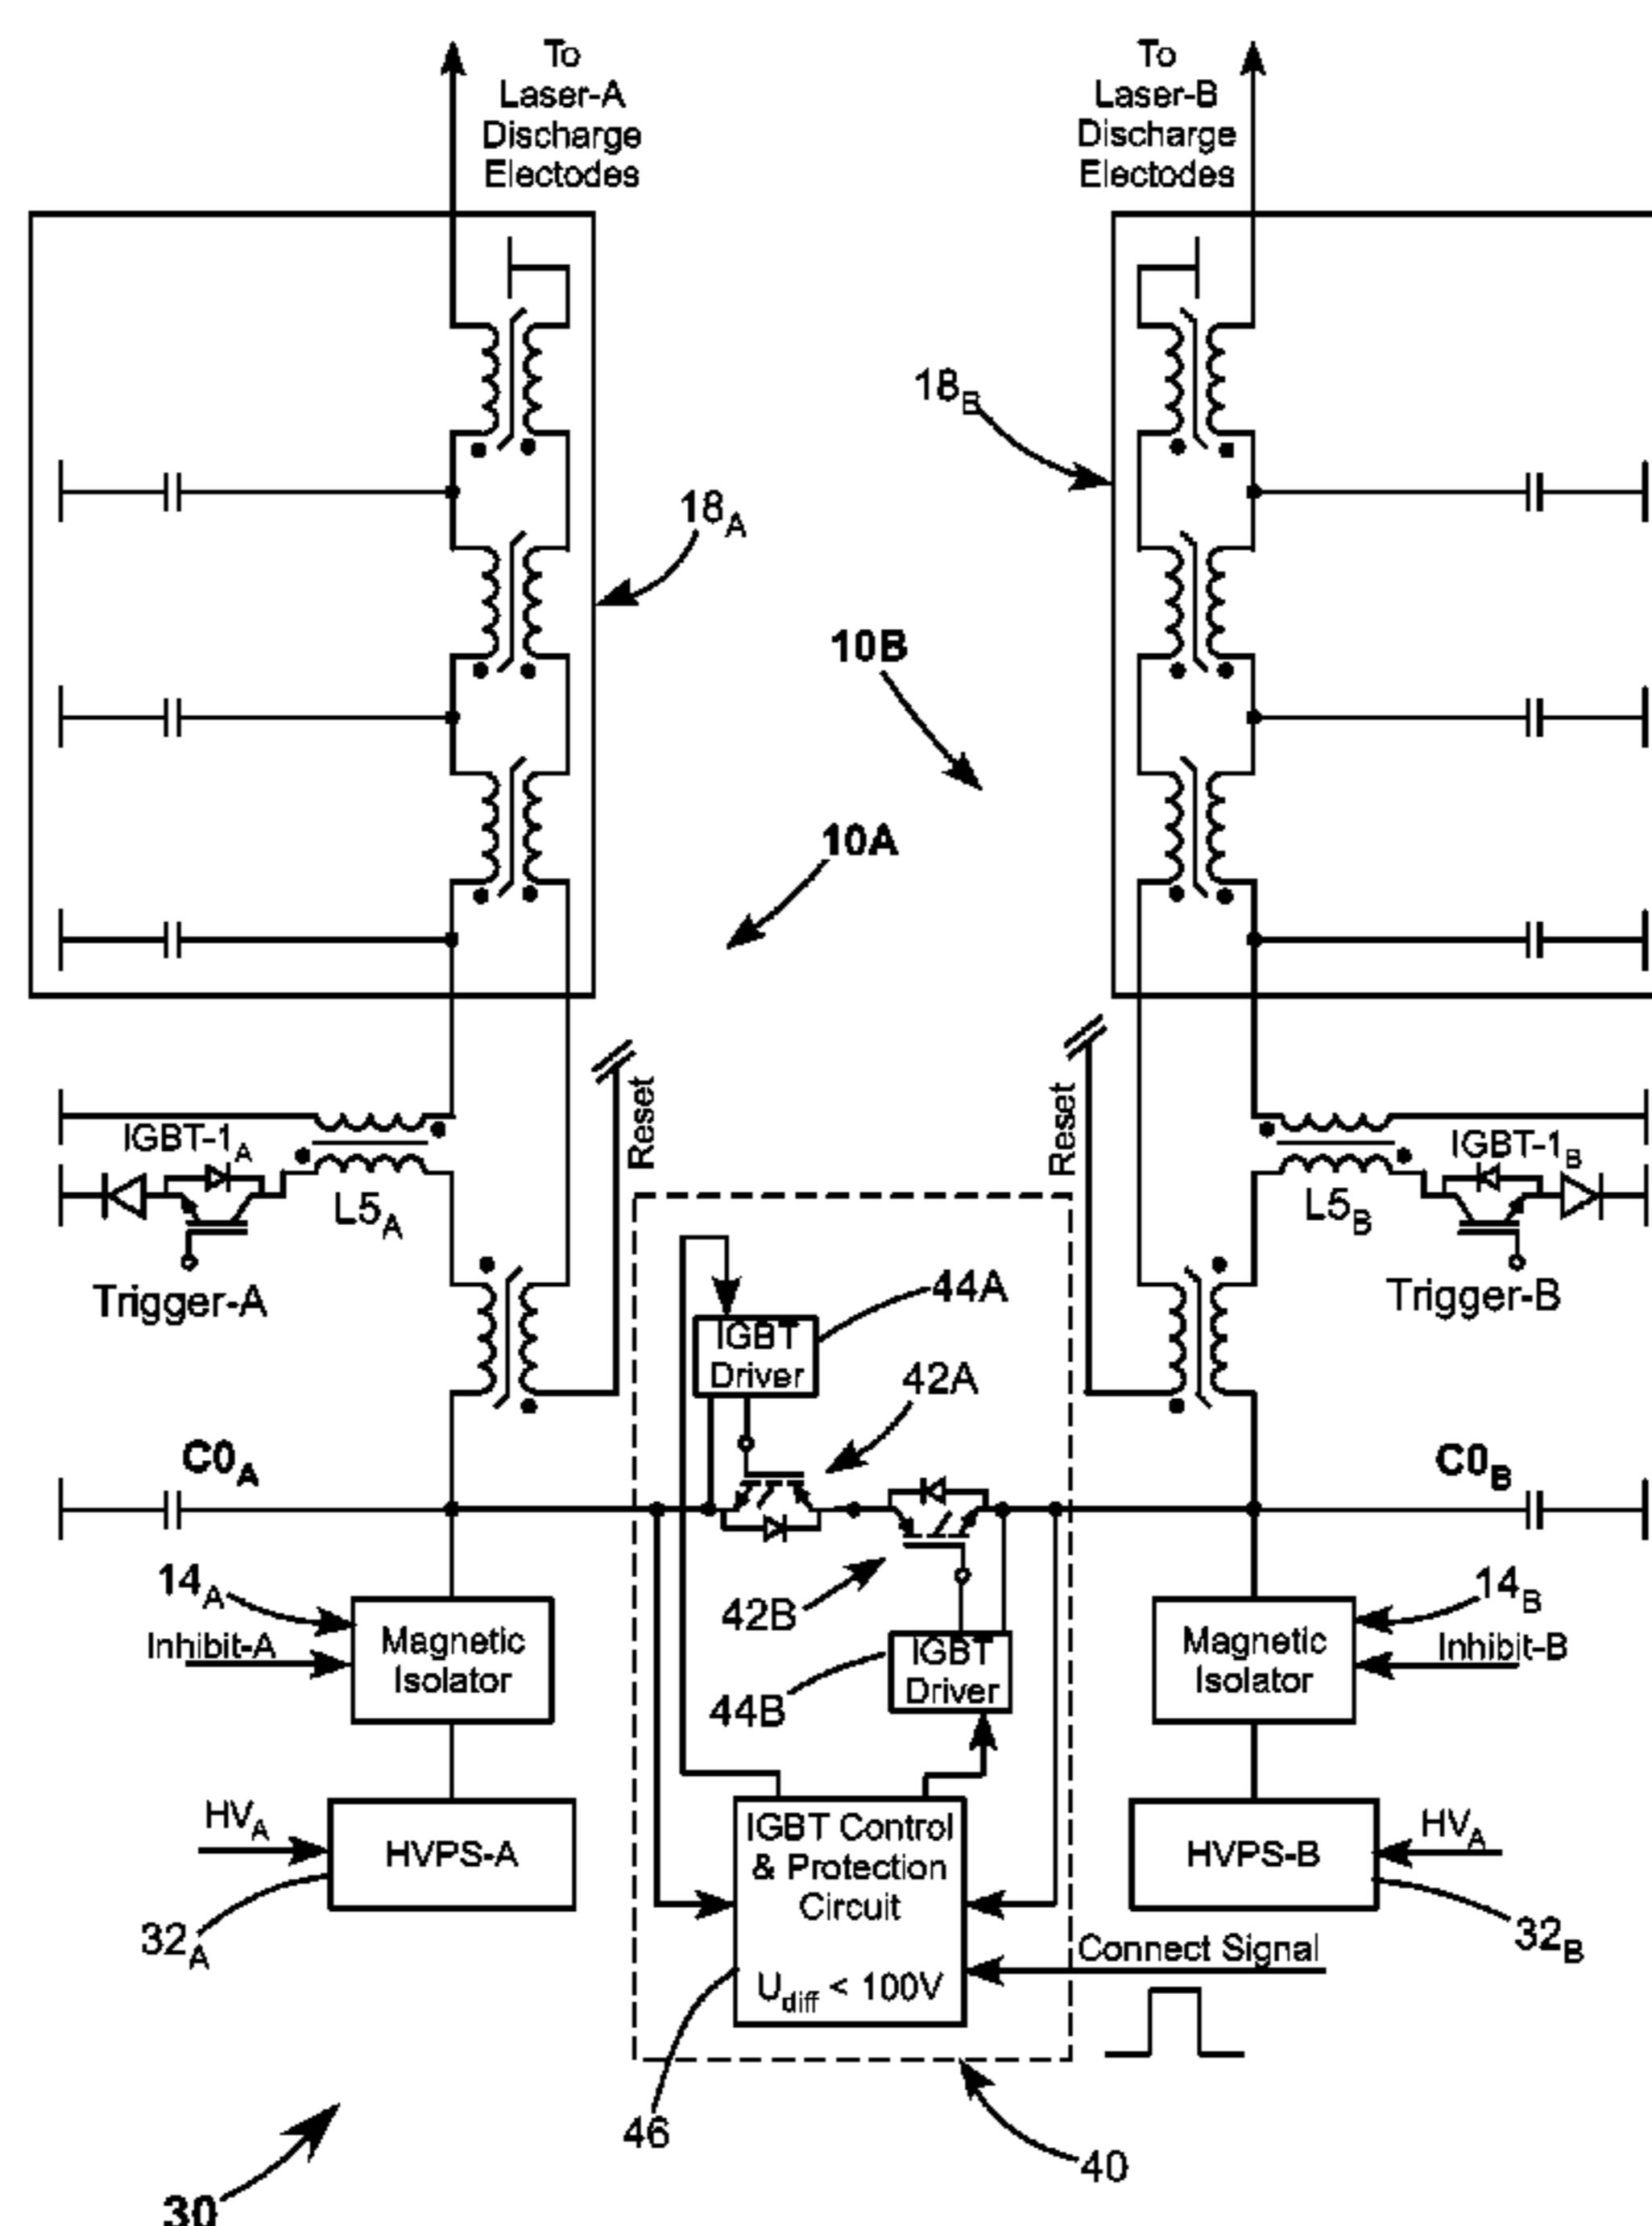 To
Laser-A
Discharge
Electodes
To
Laser-B
Discharge
Electodes
18B
18A
10B
10A
Reset
Reset
IGBT-1A
L5A
Trigger-A
IGBT-1B
L5B
Trigger-B
44A
IGBT
Driver
42A
C0A
C0B
14A
Inhibit-A
Magnetic
Isolator
42B
44B
IGBT
Driver
Magnetic
Isolator
14B
Inhibit-B
HVA
HVPS-A
32A
IGBT Control
& Protection
Circuit
Udiff < 100V
HVPS-B
HVA
32B
Connect Signal
46
40
30